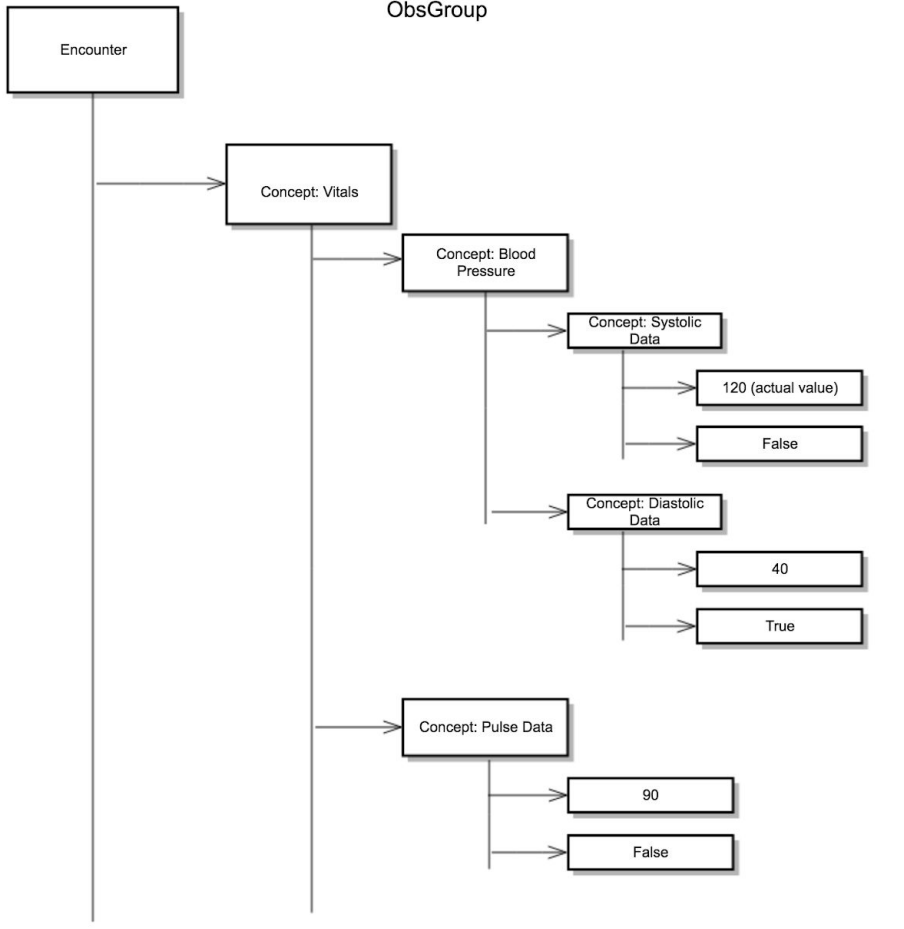 ObsGroup
Encounter
Concept: Vitals
Concept: Blood
Pressure
Concept: Systolic
Data
120 (actual value)
False
Concept: Diastolic
Data
40
True
Concept: Pulse Data
90
False